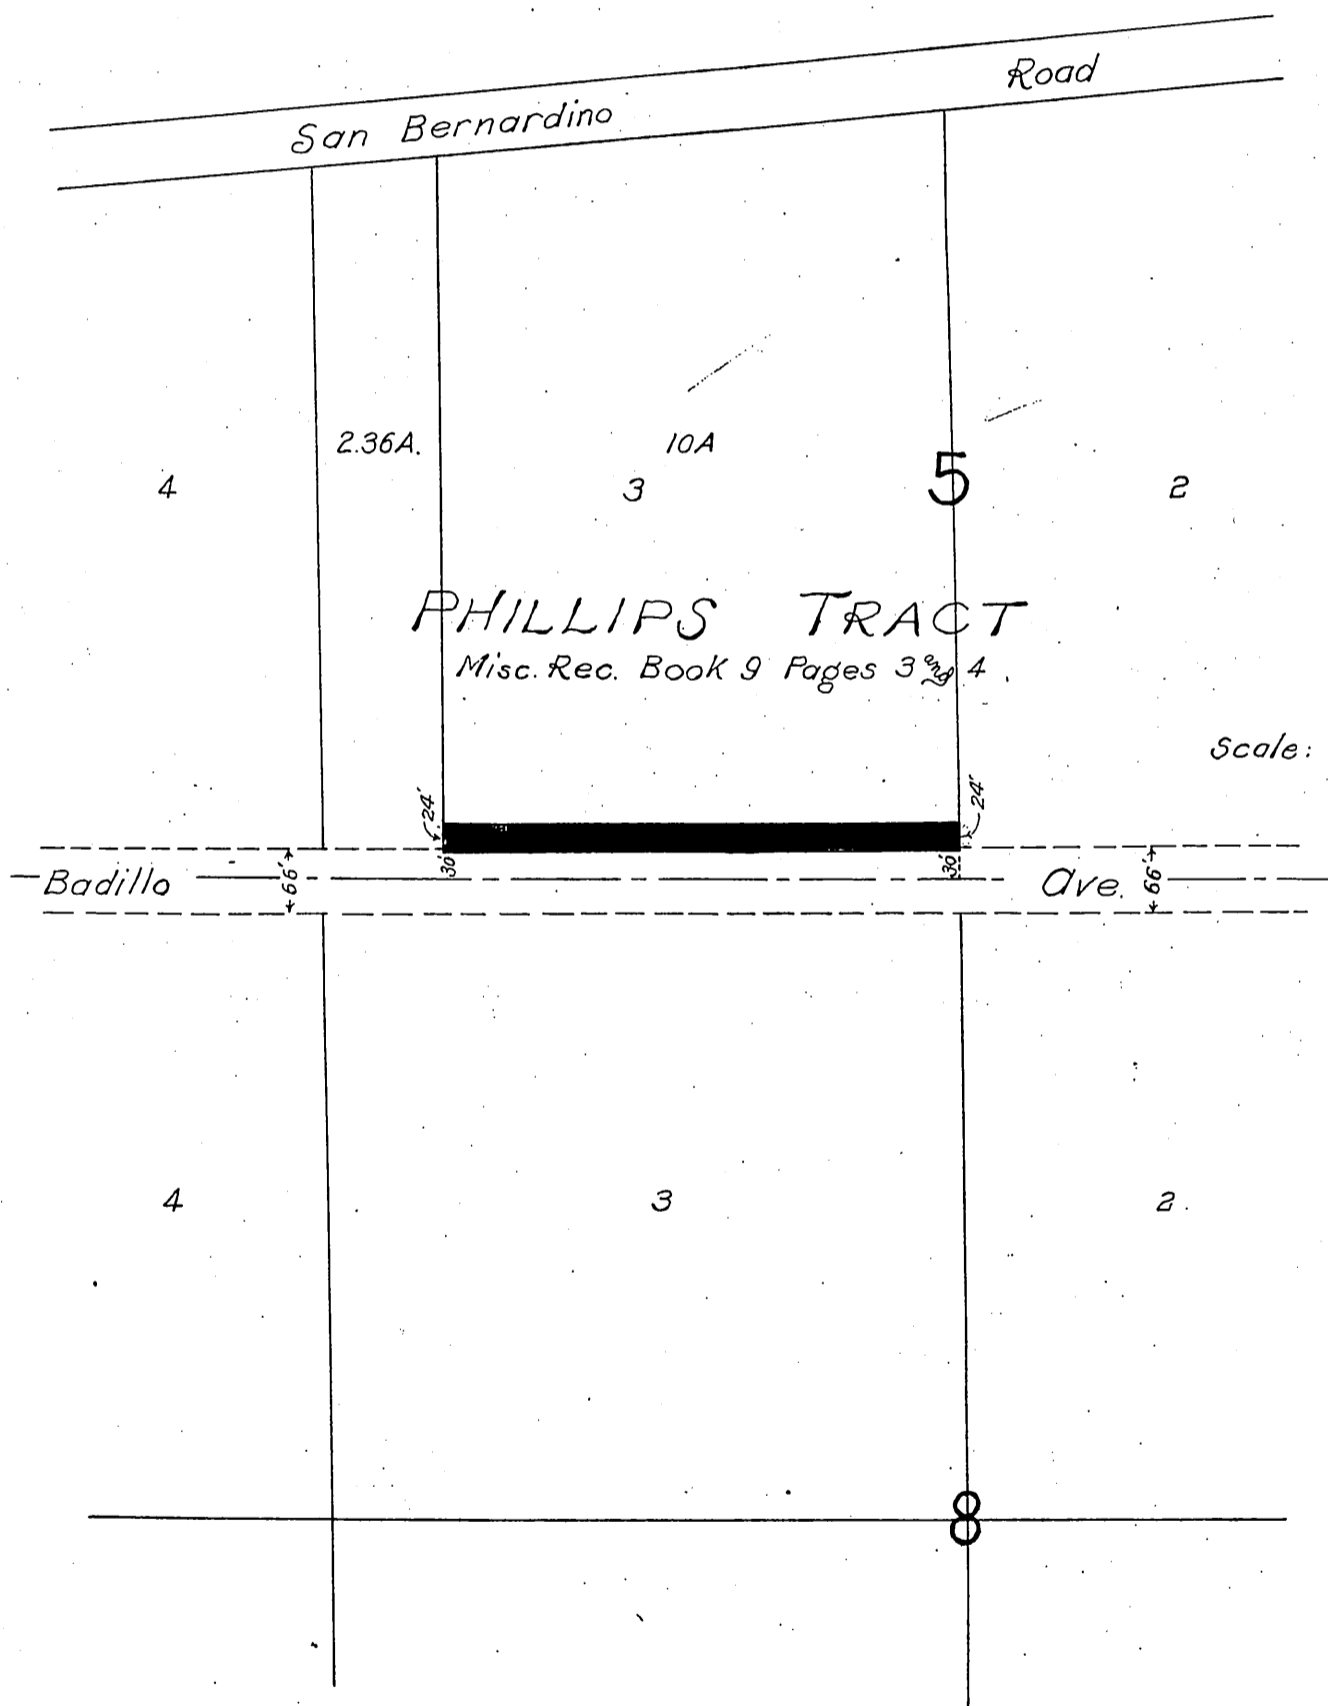 San Bernardino Road
2.36A. 10A
4 3 5 2
PHILLIPS TRACT
Misc. Rec. Book 9 Pages 3 and 4
Scale:
24' 24'
30' 30'
Badillo 66' Ave. 66'
4 3 2
8